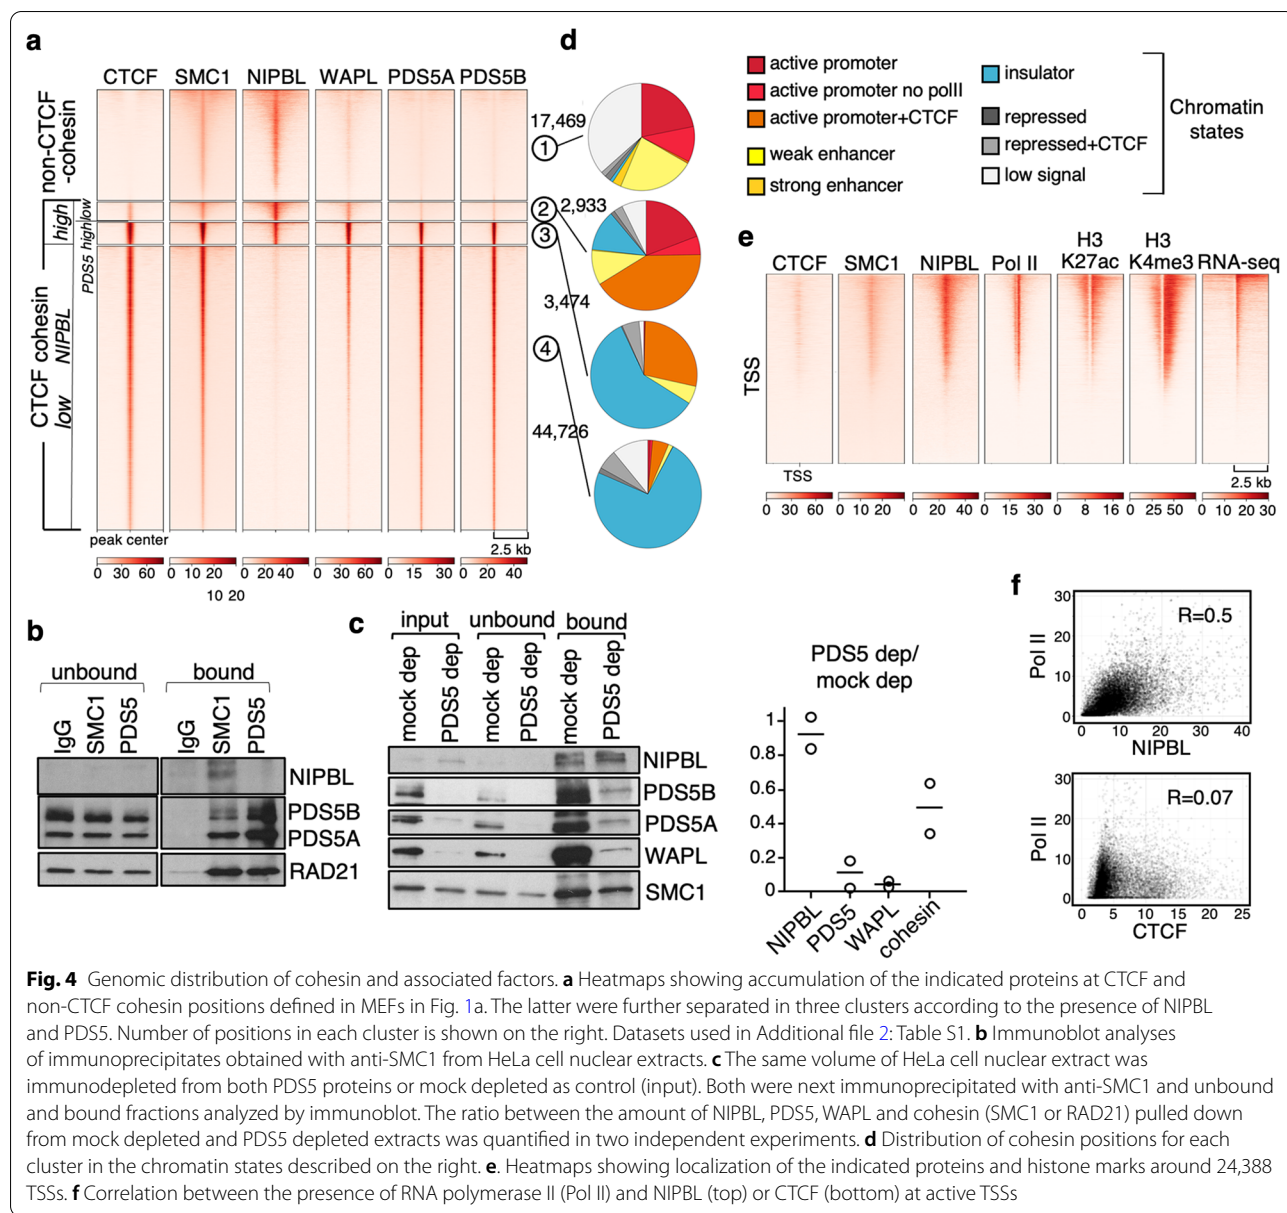 a
CTCF SMC1 NIPBL WAPL PDS5A PDS5B
non-CTCF
-cohesin
CTCF cohesin
low NIPBL high
PDS5 high low
peak center
2.5 kb
0 30 60 0 10 20 0 20 40 0 30 60 0 15 30 0 20 40
10 20
17,469
1
2
2,933
3
3,474
4
44,726
d
active promoter
active promoter no polII
active promoter+CTCF
weak enhancer
strong enhancer
insulator
repressed
repressed+CTCF
low signal
Chromatin
states
e
CTCF SMC1 NIPBL Pol II H3 K27ac H3 K4me3 RNA-seq
TSS
TSS
2.5 kb
0 30 60 0 10 20 0 20 40 0 15 30 0 8 16 0 25 50 0 10 20 30
b
unbound bound
IgG SMC1 PDS5 IgG SMC1 PDS5
NIPBL
PDS5B
PDS5A
RAD21
c
input unbound bound
mock dep PDS5 dep mock dep PDS5 dep mock dep PDS5 dep
NIPBL
PDS5B
PDS5A
WAPL
SMC1
PDS5 dep/
mock dep
1
0.8
0.6
0.4
0.2
0
NIPBL PDS5 WAPL cohesin
f
30
20
10
0
Pol II
R=0.5
0 10 20 30 40
NIPBL
30
20
10
0
Pol II
R=0.07
0 5 10 15 20 25
CTCF
Fig. 4 Genomic distribution of cohesin and associated factors. a Heatmaps showing accumulation of the indicated proteins at CTCF and
non-CTCF cohesin positions defined in MEFs in Fig. 1a. The latter were further separated in three clusters according to the presence of NIPBL
and PDS5. Number of positions in each cluster is shown on the right. Datasets used in Additional file 2: Table S1. b Immunoblot analyses
of immunoprecipitates obtained with anti-SMC1 from HeLa cell nuclear extracts. c The same volume of HeLa cell nuclear extract was
immunodepleted from both PDS5 proteins or mock depleted as control (input). Both were next immunoprecipitated with anti-SMC1 and unbound
and bound fractions analyzed by immunoblot. The ratio between the amount of NIPBL, PDS5, WAPL and cohesin (SMC1 or RAD21) pulled down
from mock depleted and PDS5 depleted extracts was quantified in two independent experiments. d Distribution of cohesin positions for each
cluster in the chromatin states described on the right. e. Heatmaps showing localization of the indicated proteins and histone marks around 24,388
TSSs. f Correlation between the presence of RNA polymerase II (Pol II) and NIPBL (top) or CTCF (bottom) at active TSSs